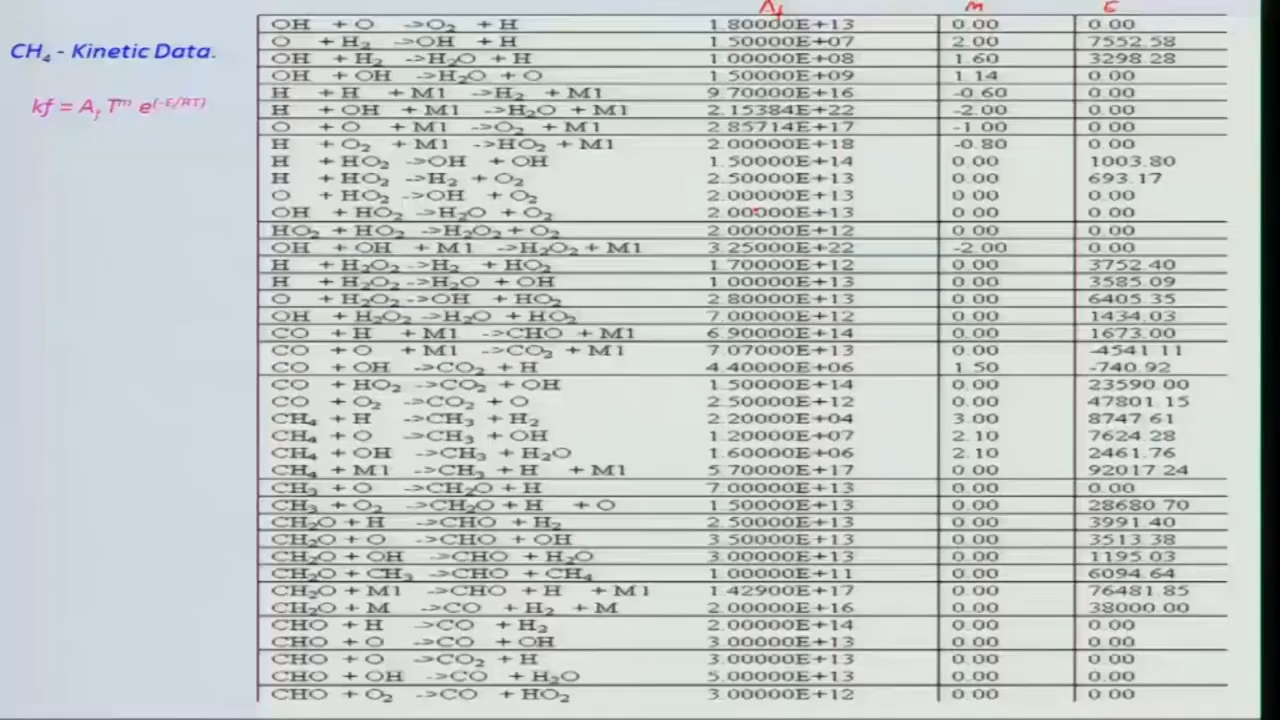 A_f m E
CH₄ - Kinetic Data.
kf = A_f T^m e^(-E/RT)
OH + O ->O₂ + H 1.80000E+13 0.00 0.00
O + H₂ ->OH + H 1.50000E+07 2.00 7552.58
OH + H₂ ->H₂O + H 1.00000E+08 1.60 3298.28
OH + OH ->H₂O + O 1.50000E+09 1.14 0.00
H + H + M1 ->H₂ + M1 9.70000E+16 -0.60 0.00
H + OH + M1 ->H₂O + M1 2.15384E+22 -2.00 0.00
O + O + M1 ->O₂ + M1 2.85714E+17 -1.00 0.00
H + O₂ + M1 ->HO₂ + M1 2.00000E+18 -0.80 0.00
H + HO₂ ->OH + OH 1.50000E+14 0.00 1003.80
H + HO₂ ->H₂ + O₂ 2.50000E+13 0.00 693.17
O + HO₂ ->OH + O₂ 2.00000E+13 0.00 0.00
OH + HO₂ ->H₂O + O₂ 2.00000E+13 0.00 0.00
HO₂ + HO₂ ->H₂O₂ + O₂ 2.00000E+12 0.00 0.00
OH + OH + M1 ->H₂O₂ + M1 3.25000E+22 -2.00 0.00
H + H₂O₂ ->H₂ + HO₂ 1.70000E+12 0.00 3752.40
H + H₂O₂ ->H₂O + OH 1.00000E+13 0.00 3585.09
O + H₂O₂ ->OH + HO₂ 2.80000E+13 0.00 6405.35
OH + H₂O₂ ->H₂O + HO₂ 7.00000E+12 0.00 1434.03
CO + H + M1 ->CHO + M1 6.90000E+14 0.00 1673.00
CO + O + M1 ->CO₂ + M1 7.07000E+13 0.00 -4541.11
CO + OH ->CO₂ + H 4.40000E+06 1.50 -740.92
CO + HO₂ ->CO₂ + OH 1.50000E+14 0.00 23590.00
CO + O₂ ->CO₂ + O 2.50000E+12 0.00 47801.15
CH₄ + H ->CH₃ + H₂ 2.20000E+04 3.00 8747.61
CH₄ + O ->CH₃ + OH 1.20000E+07 2.10 7624.28
CH₄ + OH ->CH₃ + H₂O 1.60000E+06 2.10 2461.76
CH₄ + M1 ->CH₃ + H + M1 5.70000E+17 0.00 92017.24
CH₃ + O ->CH₂O + H 7.00000E+13 0.00 0.00
CH₃ + O₂ ->CH₂O + H + O 1.50000E+13 0.00 28680.70
CH₂O + H ->CHO + H₂ 2.50000E+13 0.00 3991.40
CH₂O + O ->CHO + OH 3.50000E+13 0.00 3513.38
CH₂O + OH ->CHO + H₂O 3.00000E+13 0.00 1195.03
CH₂O + CH₃ ->CHO + CH₄ 1.00000E+11 0.00 6094.64
CH₂O + M1 ->CHO + H + M1 1.42900E+17 0.00 76481.85
CH₂O + M ->CO + H₂ + M 2.00000E+16 0.00 38000.00
CHO + H ->CO + H₂ 2.00000E+14 0.00 0.00
CHO + O ->CO + OH 3.00000E+13 0.00 0.00
CHO + O ->CO₂ + H 3.00000E+13 0.00 0.00
CHO + OH ->CO + H₂O 5.00000E+13 0.00 0.00
CHO + O₂ ->CO + HO₂ 3.00000E+12 0.00 0.00